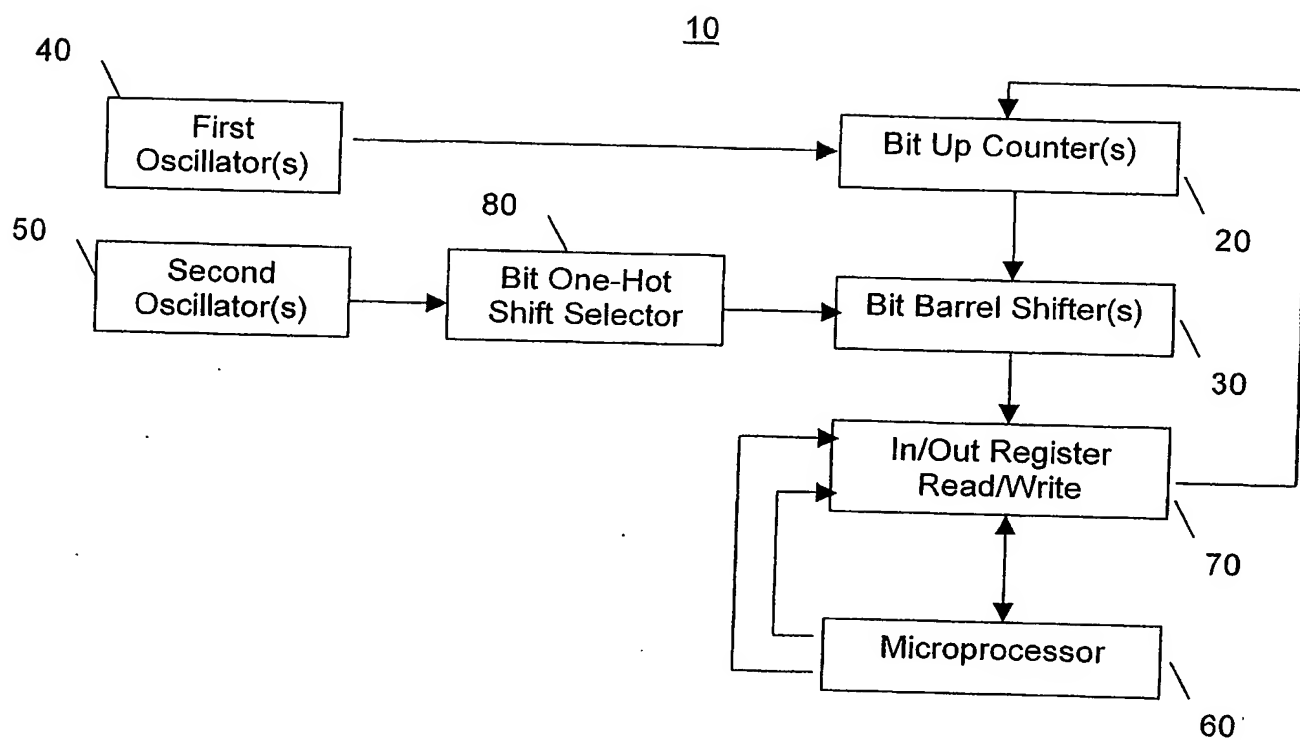 10
40
First
Oscillator(s)
Bit Up Counter(s)
20
50
Second
Oscillator(s)
80
Bit One-Hot
Shift Selector
Bit Barrel Shifter(s)
30
In/Out Register
Read/Write
70
Microprocessor
60